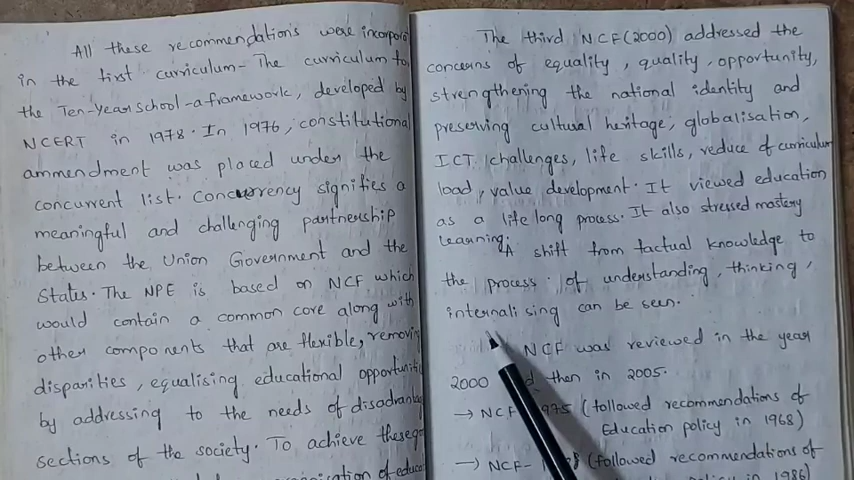 All these recommendations were incorpora
in the first curriculum- The curriculum to
the Ten-Year school-a framework, developed by
NCERT in 1978. In 1976, constitutional
ammendment was placed under the
concurrent list. Concurrency signifies a
meaningful and challenging partnership
between the Union Government and the
States. The NPE is based on NCF which
would contain a common core along with
other components that are flexible, removing
disparities, equalising educational opportuniti
by addressing to the needs of disadvanta
sections of the society. To achieve these
of educa
The third NCF(2000) addressed the
concerns of equality, quality, opportunity,
strengthening the national identity and
preserving cultural heritage, globalisation,
ICT challenges, life skills, reduce of curriculum
load, value development. It viewed education
as a life long process. It also stressed mastery
learning. A shift from factual knowledge to
the process of understanding, thinking,
internalising can be seen.
NCF was reviewed in the year
2000 then in 2005.
→ NCF 1975 (followed recommendations of
Education policy in 1968)
→ NCF- (followed recommendations of
in 1986)